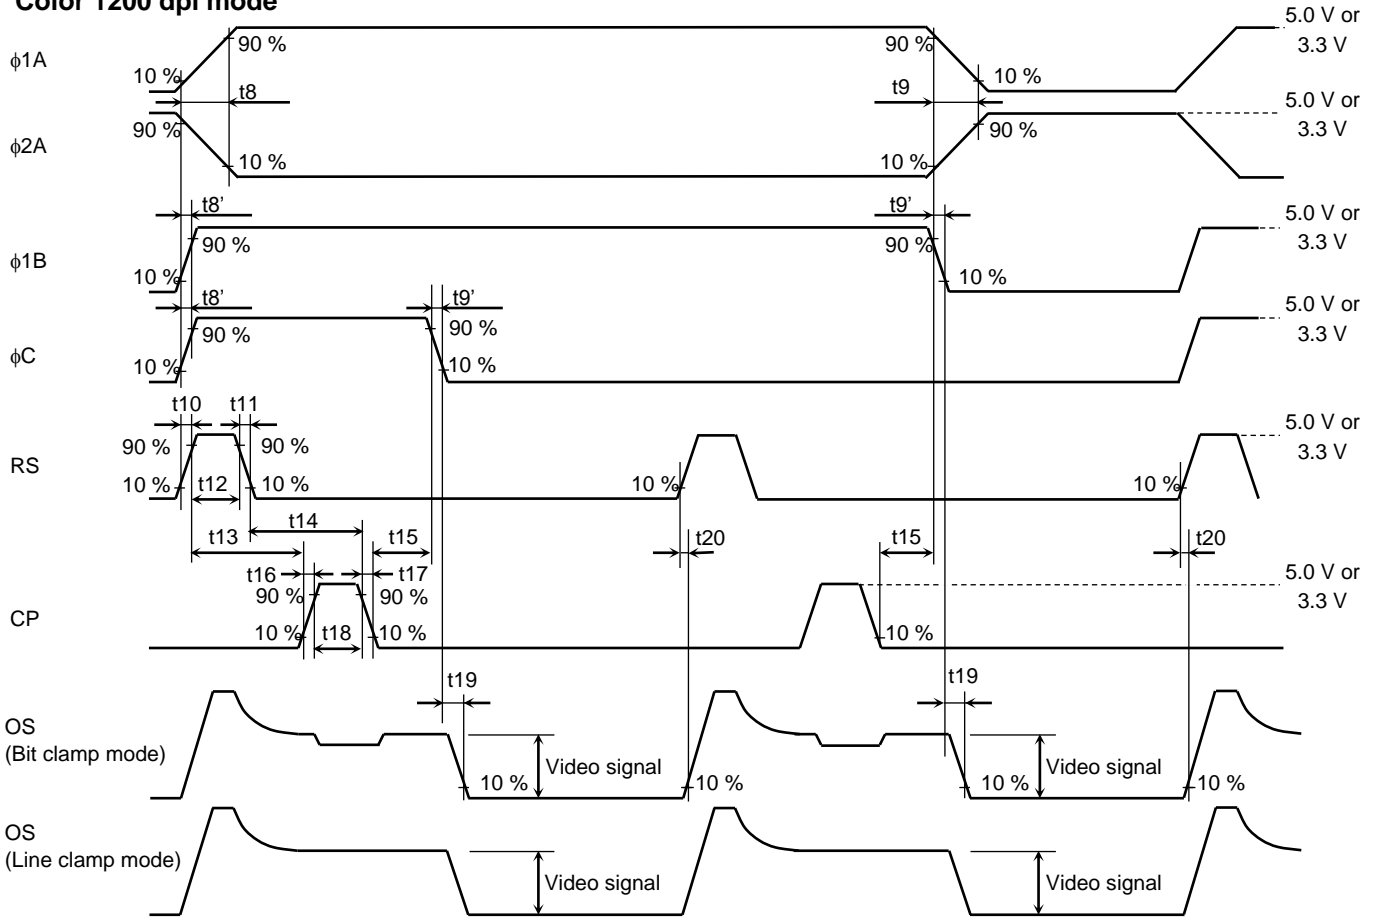 Color 1200 dpi mode
5.0 V or
3.3 V
φ1A
90 %
90 %
10 %
10 %
t8
t9
5.0 V or
3.3 V
φ2A
90 %
90 %
10 %
10 %
t8’
t9’
5.0 V or
3.3 V
φ1B
90 %
90 %
10 %
10 %
t8’
t9’
5.0 V or
3.3 V
φC
90 %
90 %
10 %
10 %
t10
t11
5.0 V or
3.3 V
RS
90 %
90 %
10 %
t12
10 %
10 %
10 %
t13
t14
t15
t20
t15
t20
t16
t17
5.0 V or
3.3 V
CP
90 %
90 %
10 %
t18
10 %
10 %
t19
t19
OS
(Bit clamp mode)
Video signal
Video signal
10 %
10 %
10 %
10 %
OS
(Line clamp mode)
Video signal
Video signal